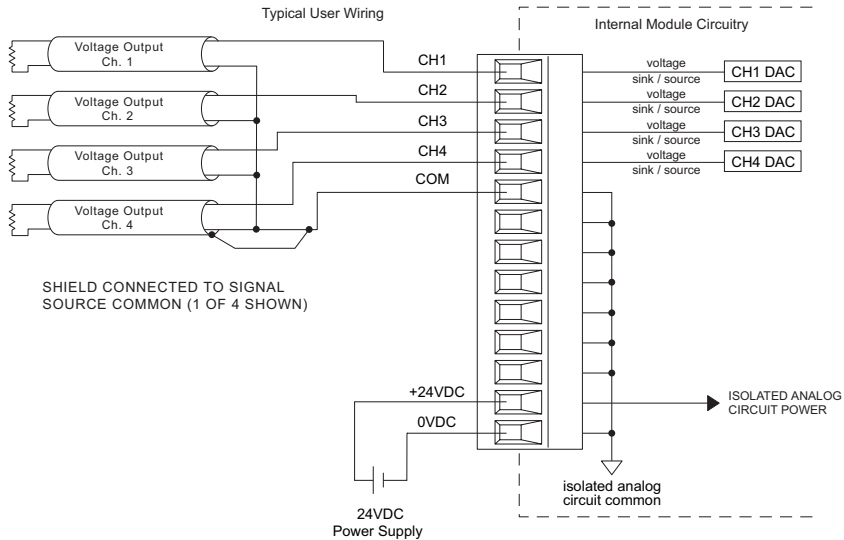 Typical User Wiring
Internal Module Circuitry
Voltage Output
Ch. 1
Voltage Output
Ch. 2
Voltage Output
Ch. 3
Voltage Output
Ch. 4
SHIELD CONNECTED TO SIGNAL
SOURCE COMMON (1 OF 4 SHOWN)
CH1
CH2
CH3
CH4
COM
+24VDC
0VDC
24VDC
Power Supply
voltage
sink / source
CH1 DAC
voltage
sink / source
CH2 DAC
voltage
sink / source
CH3 DAC
voltage
sink / source
CH4 DAC
ISOLATED ANALOG
CIRCUIT POWER
isolated analog
circuit common